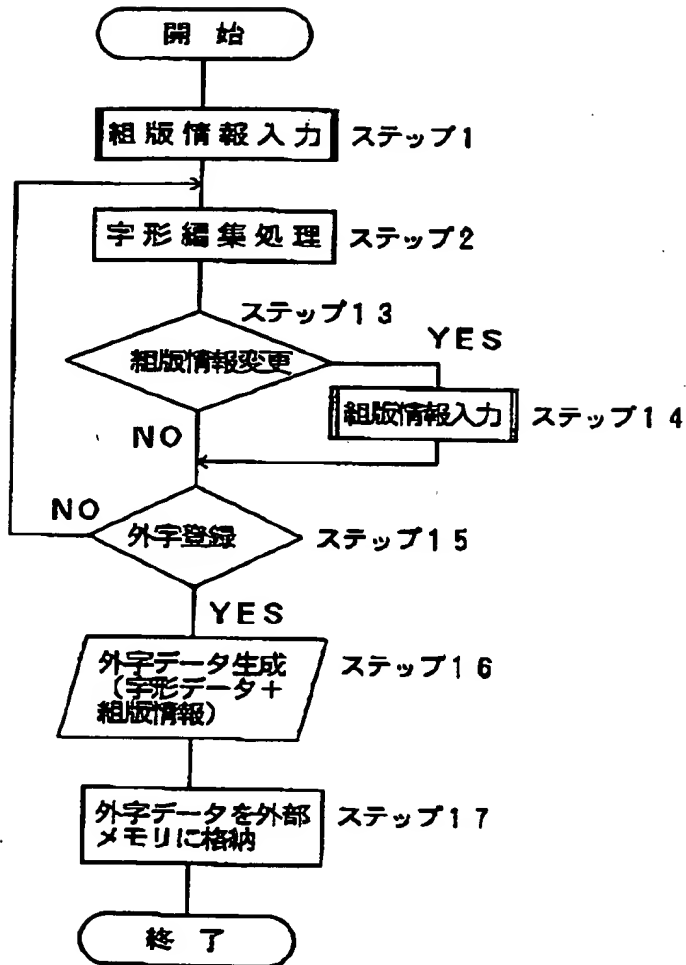 開始
組版情報入力 ステップ1
字形編集処理 ステップ2
ステップ13
組版情報変更
YES
組版情報入力 ステップ14
NO
NO
外字登録 ステップ15
YES
外字データ生成 ステップ16
(字形データ+
組版情報)
外字データを外部 ステップ17
メモリに格納
終了